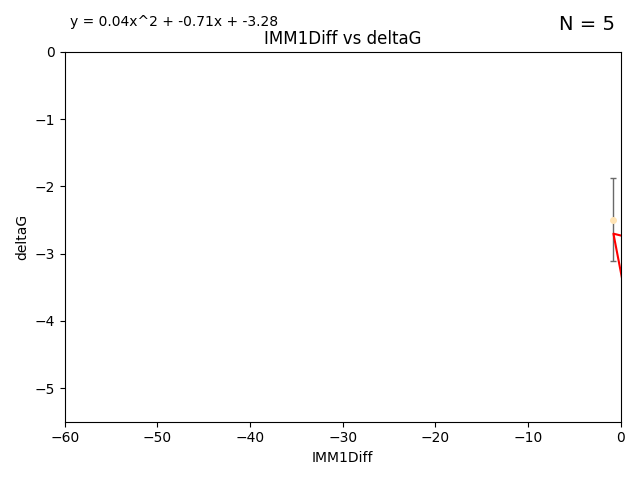 y = 0.04x^2 + -0.71x + -3.28
N = 5
IMM1Diff vs deltaG
deltaG
0
−1
−2
−3
−4
−5
−60 −50 −40 −30 −20 −10 0
IMM1Diff